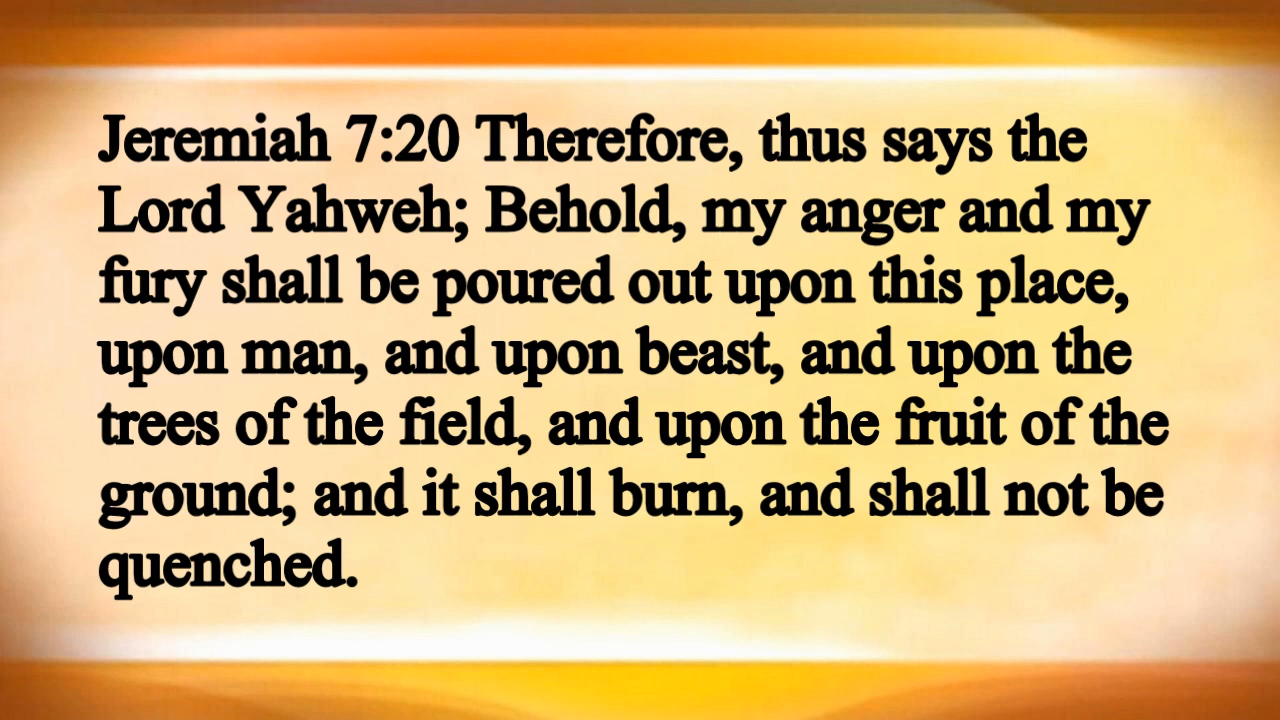 Jeremiah 7:20 Therefore, thus says the
Lord Yahweh; Behold, my anger and my
fury shall be poured out upon this place,
upon man, and upon beast, and upon the
trees of the field, and upon the fruit of the
ground; and it shall burn, and shall not be
quenched.